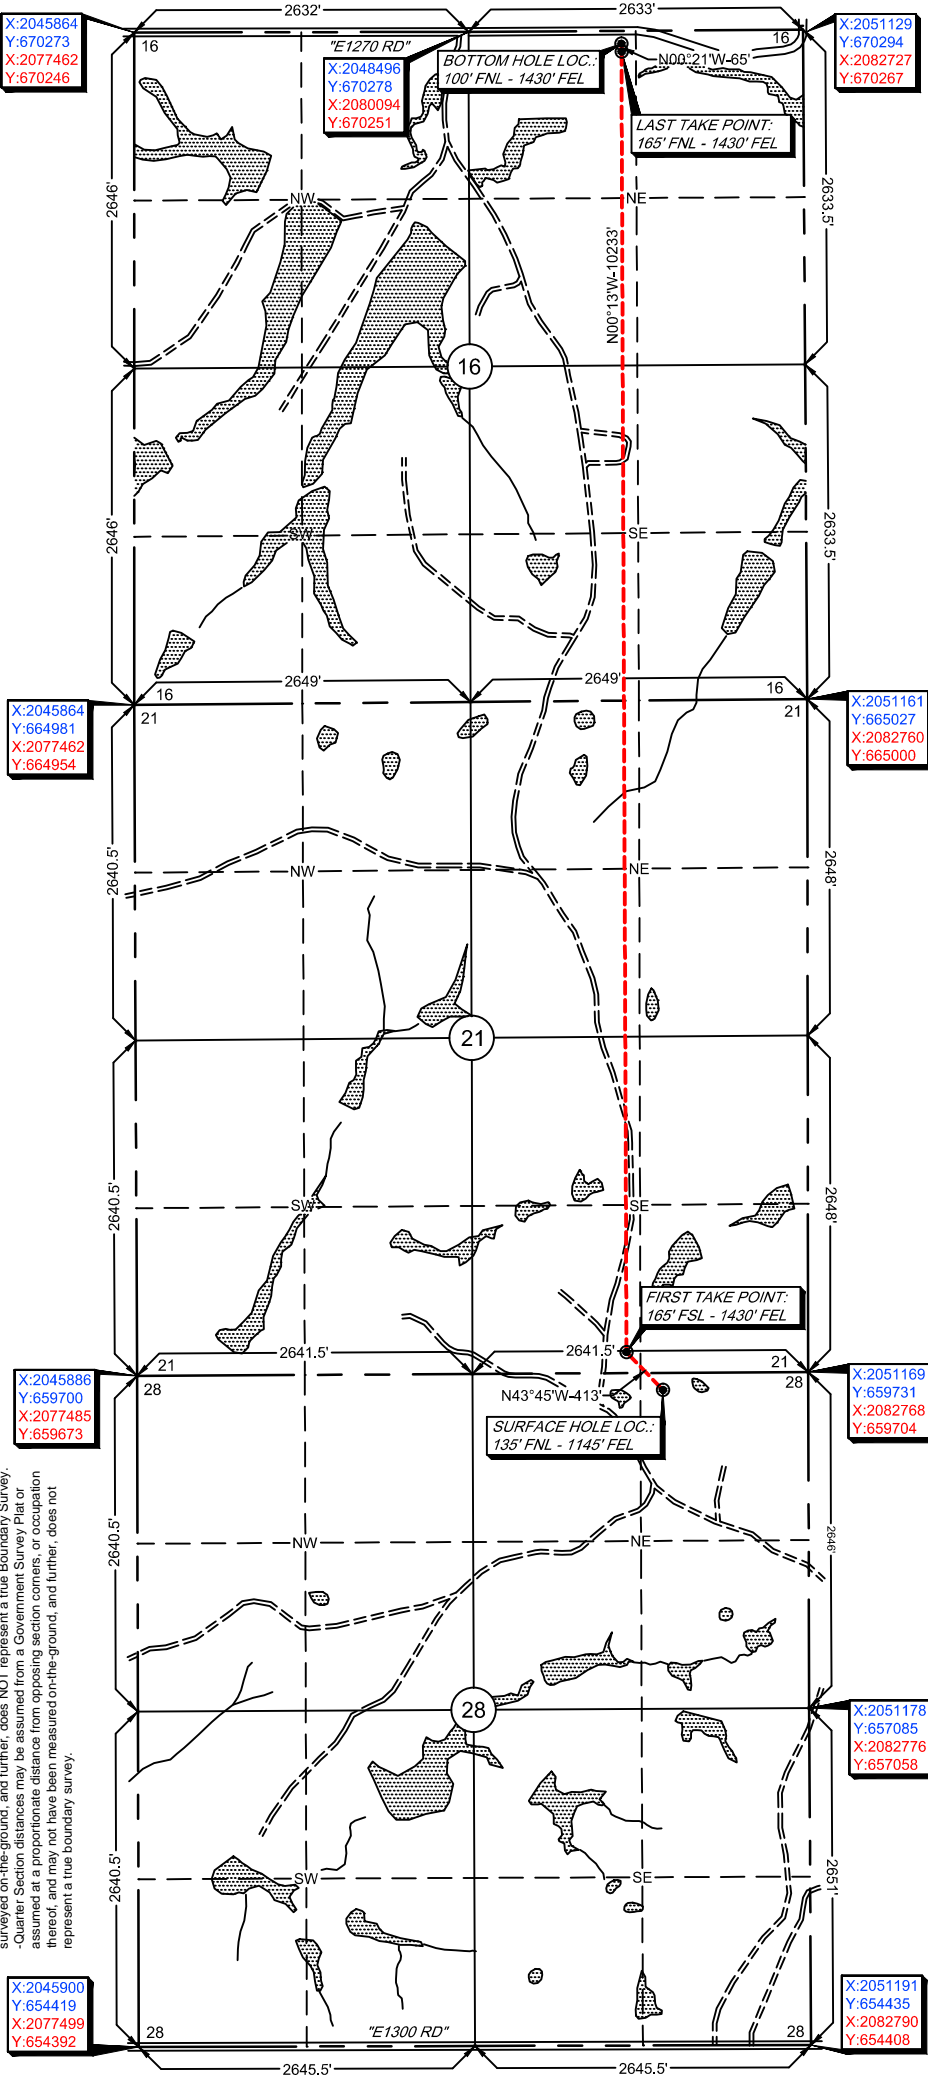 2632'
2633'
X:2045864
Y:670273
X:2077462
Y:670246
16
"E1270 RD"
X:2048496
Y:670278
X:2080094
Y:670251
BOTTOM HOLE LOC.:
100' FNL - 1430' FEL
16
X:2051129
Y:670294
X:2082727
Y:670267
N00°21'W-65'
LAST TAKE POINT:
165' FNL - 1430' FEL
2646'
NW
NE
2633.5'
N00°13'W-10233'
16
2646'
SW
SE
2633.5'
2649'
2649'
16
21
16
21
X:2045864
Y:664981
X:2077462
Y:664954
X:2051161
Y:665027
X:2082760
Y:665000
2640.5'
NW
NE
2648'
21
2640.5'
SW
SE
2648'
FIRST TAKE POINT:
165' FSL - 1430' FEL
2641.5'
2641.5'
21
28
21
28
X:2045886
Y:659700
X:2077485
Y:659673
X:2051169
Y:659731
X:2082768
Y:659704
N43°45'W-413'
SURFACE HOLE LOC.:
135' FNL - 1145' FEL
surveyed on-the-ground, and further, does NOT represent a true Boundary Survey.
-Quarter Section distances may be assumed from a Government Survey Plat or
assumed at a proportionate distance from opposing section corners, or occupation
thereof, and may not have been measured on-the-ground, and further, does not
represent a true boundary survey.
2640.5'
NW
NE
2646'
28
X:2051178
Y:657085
X:2082776
Y:657058
2640.5'
SW
SE
2651'
X:2045900
Y:654419
X:2077499
Y:654392
28
"E1300 RD"
28
X:2051191
Y:654435
X:2082790
Y:654408
2645.5'
2645.5'